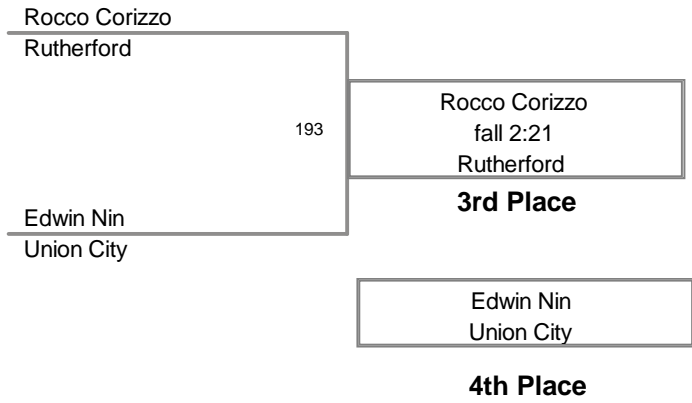 Rocco Corizzo
Rutherford
193
Rocco Corizzo
fall 2:21
Rutherford
3rd Place
Edwin Nin
Union City
Edwin Nin
Union City
4th Place